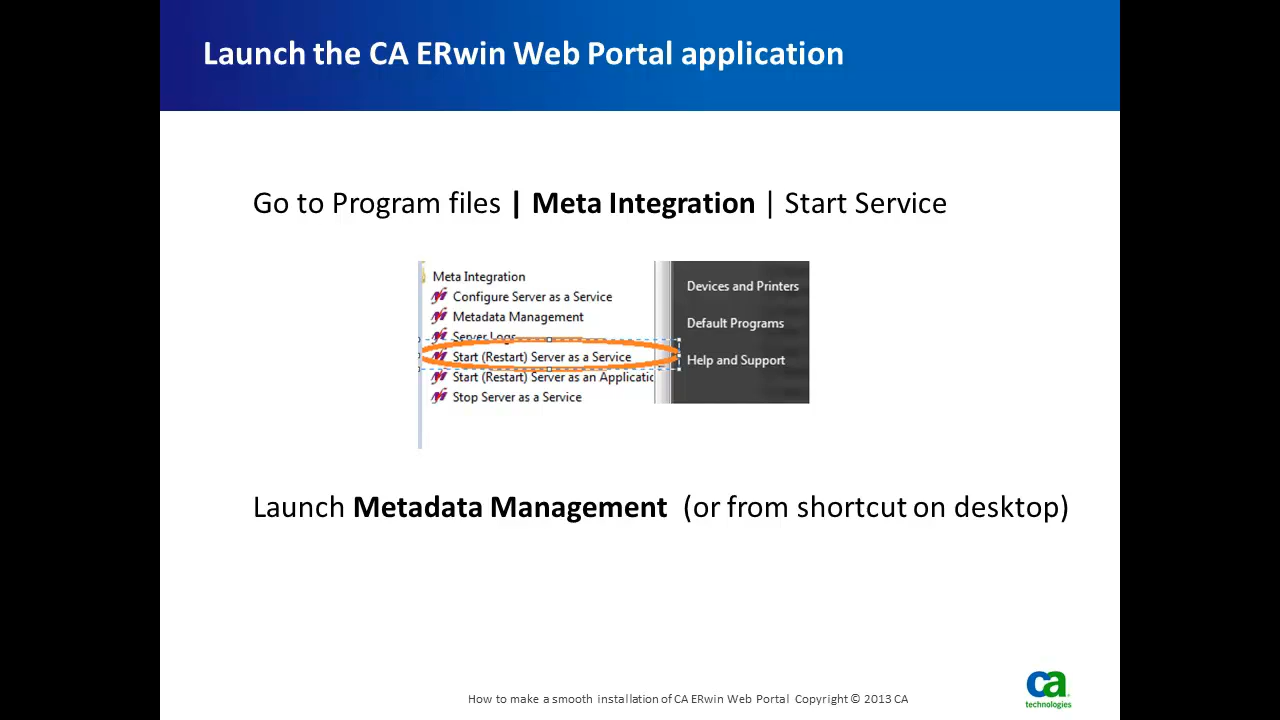 Launch the CA ERwin Web Portal application
Go to Program files | Meta Integration | Start Service
Meta Integration
Configure Server as a Service
Metadata Management
Server Logs
Start (Restart) Server as a Service
Start (Restart) Server as an Applicatio
Stop Server as a Service
Devices and Printers
Default Programs
Help and Support
Launch Metadata Management (or from shortcut on desktop)
How to make a smooth installation of CA ERwin Web Portal Copyright © 2013 CA
ca
technologies